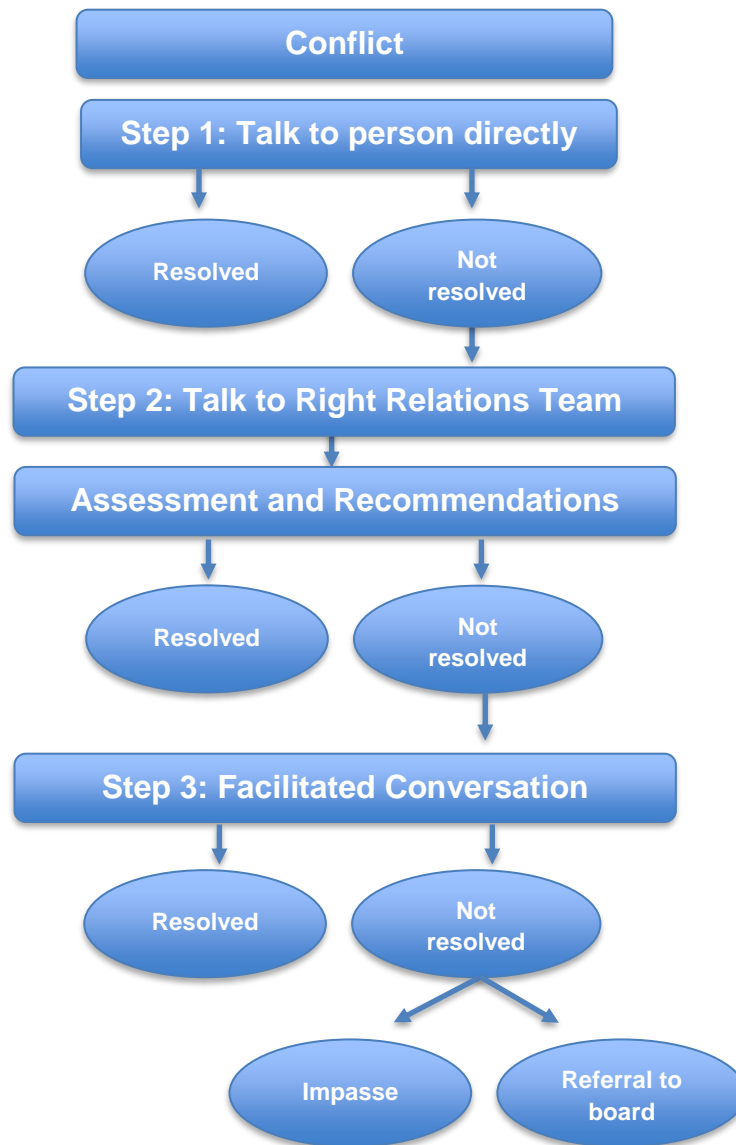 Conflict
Step 1: Talk to person directly
Resolved
Not
resolved
Step 2: Talk to Right Relations Team
Assessment and Recommendations
Resolved
Not
resolved
Step 3: Facilitated Conversation
Resolved
Not
resolved
Impasse
Referral to
board